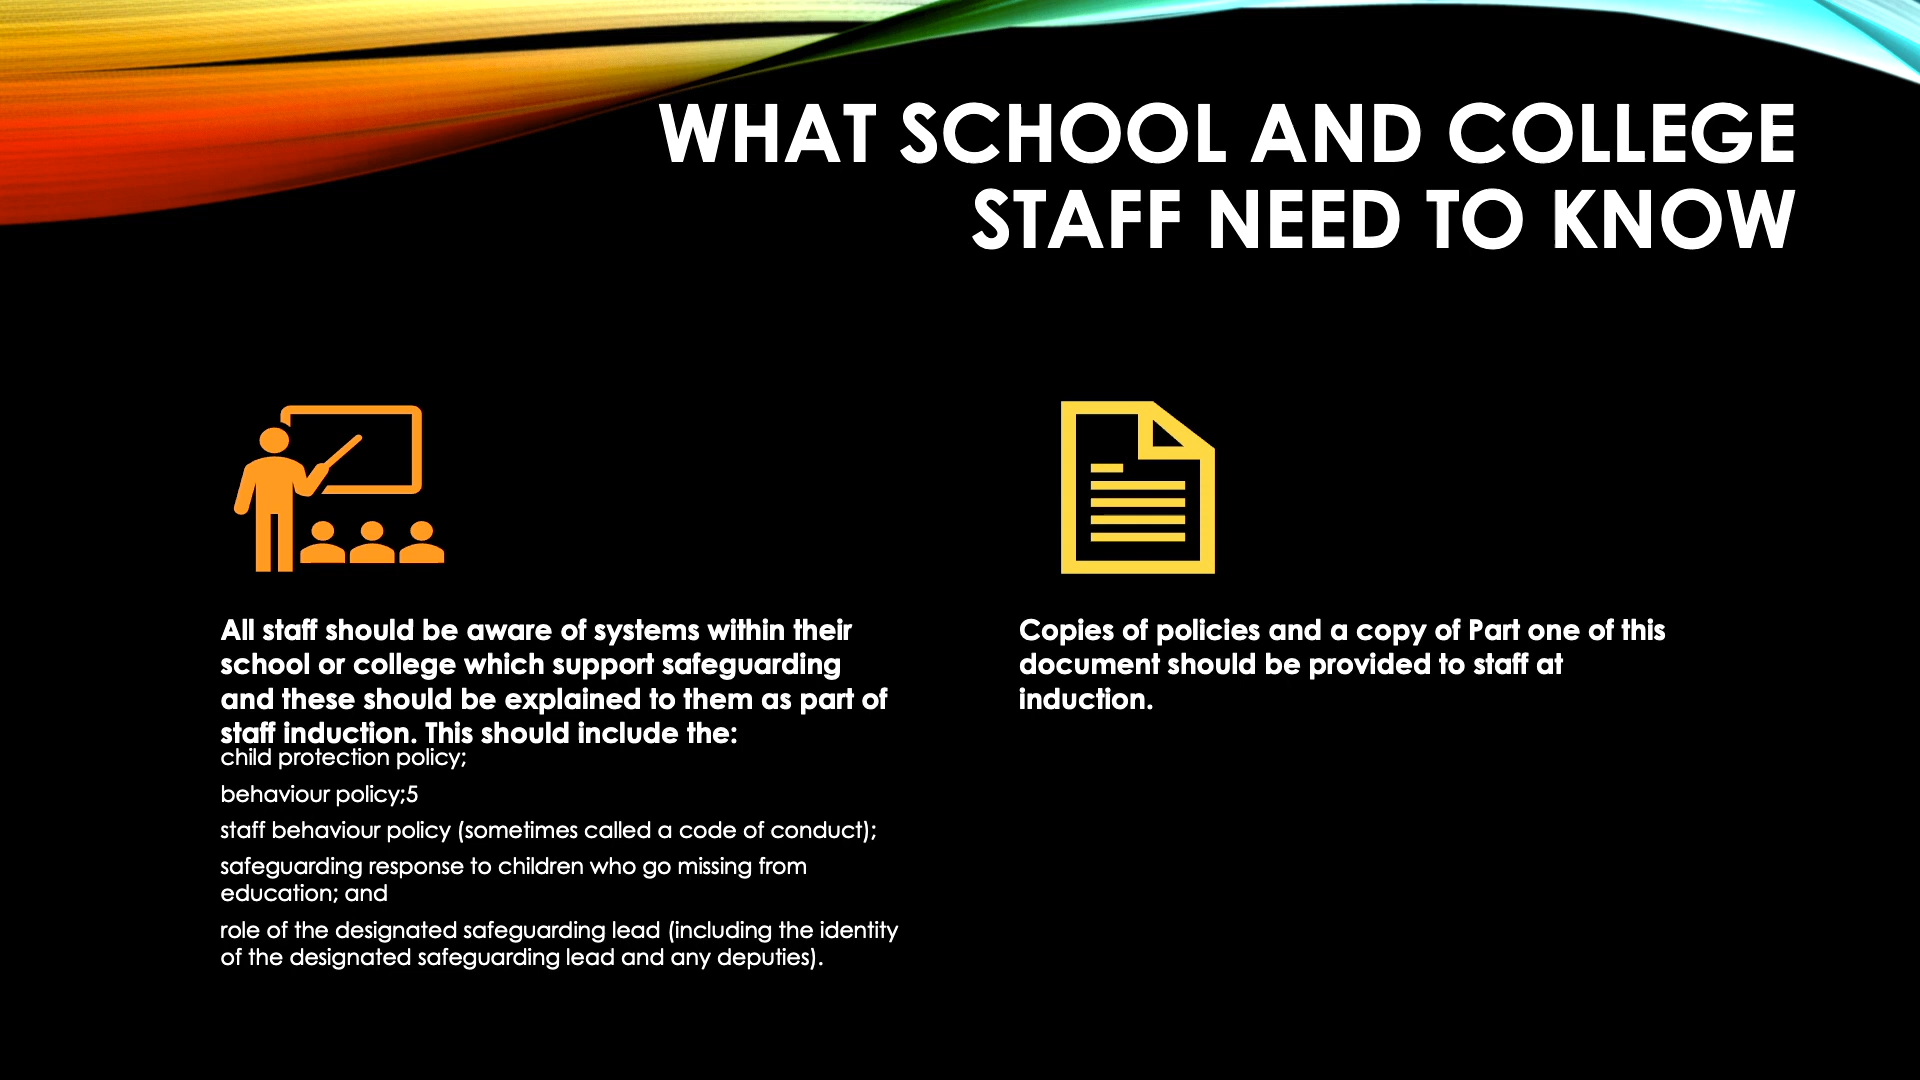 WHAT SCHOOL AND COLLEGE
STAFF NEED TO KNOW
All staff should be aware of systems within their
school or college which support safeguarding
and these should be explained to them as part of
staff induction. This should include the:
child protection policy;
behaviour policy;5
staff behaviour policy (sometimes called a code of conduct);
safeguarding response to children who go missing from
education; and
role of the designated safeguarding lead (including the identity
of the designated safeguarding lead and any deputies).
Copies of policies and a copy of Part one of this
document should be provided to staff at
induction.